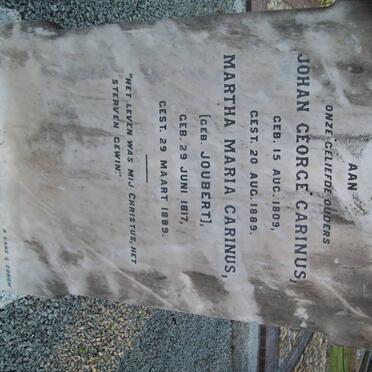 AAN
ONZE GELIEFDE OUDERS
JOHAN GEORGE CARINUS,
GEB. 15 AUG. 1809,
GEST. 20 AUG. 1889.
MARTHA MARIA CARINUS,
[GEB. JOUBERT],
GEB. 29 JUNI 1817,
GEST. 29 MAART 1889.
"HET LEVEN WAS MIJ CHRISTUS, HET
STERVEN GEWIN"